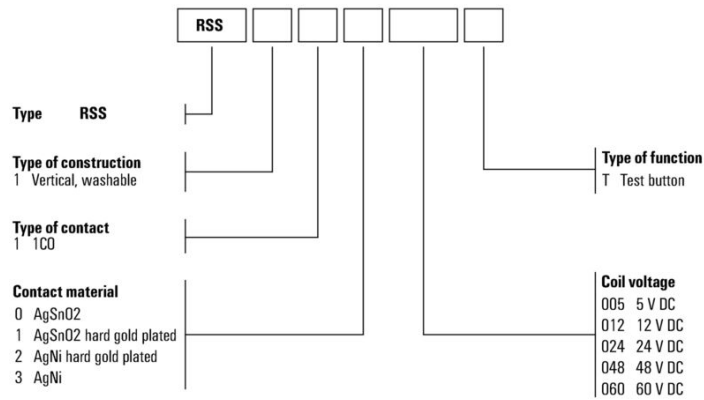 RSS
Type RSS
Type of construction
1 Vertical, washable
Type of contact
1 1CO
Contact material
0 AgSnO2
1 AgSnO2 hard gold plated
2 AgNi hard gold plated
3 AgNi
Type of function
T Test button
Coil voltage
005 5 V DC
012 12 V DC
024 24 V DC
048 48 V DC
060 60 V DC